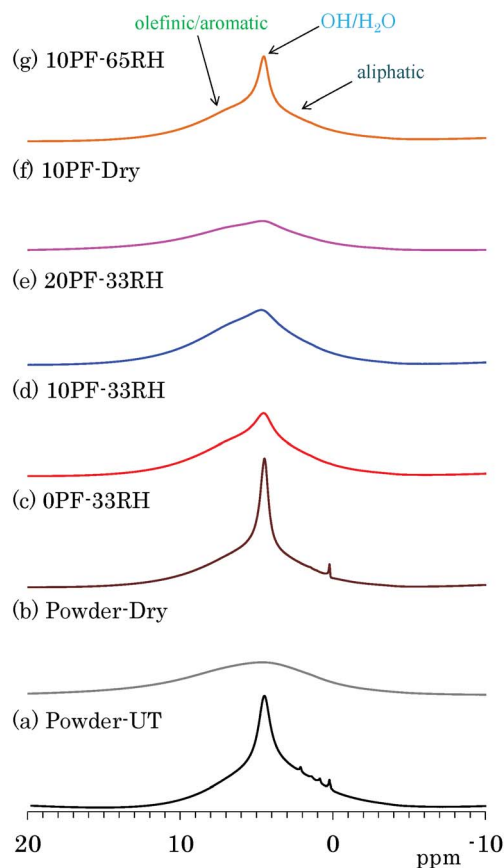 olefinic/aromatic
OH/H₂O
(g) 10PF-65RH
aliphatic
(f) 10PF-Dry
(e) 20PF-33RH
(d) 10PF-33RH
(c) 0PF-33RH
(b) Powder-Dry
(a) Powder-UT
20 10 0 -10
ppm